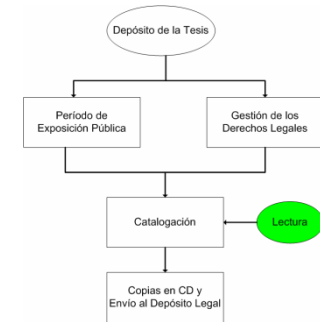 Depósito de la Tesis
Período de
Exposición Pública
Gestión de los
Derechos Legales
Catalogación
Lectura
Copias en CD y
Envío al Depósito Legal